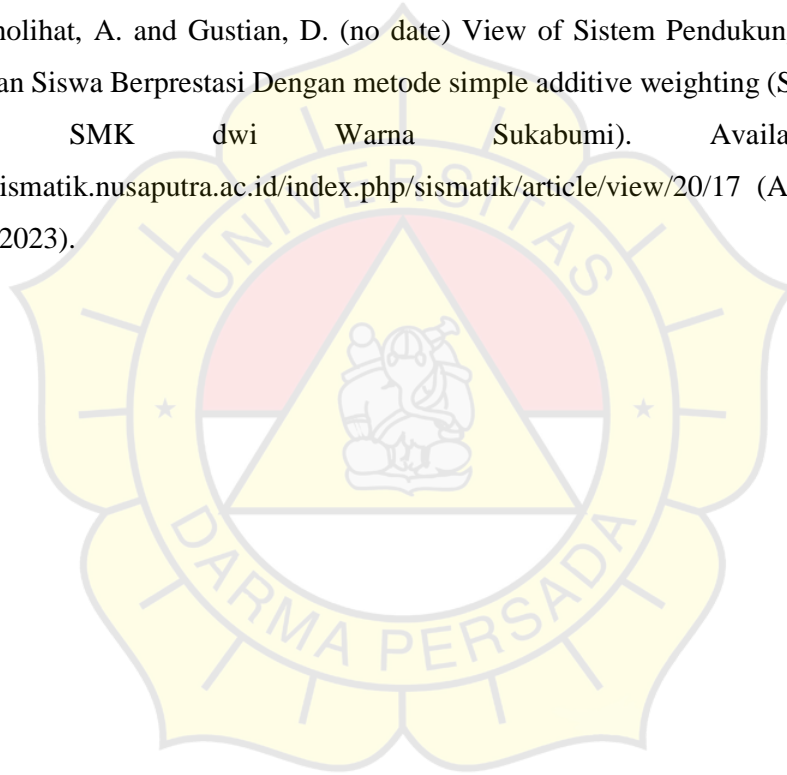 nolihat, A. and Gustian, D. (no date) View of Sistem Pendukun
an Siswa Berprestasi Dengan metode simple additive weighting (S
SMK dwi Warna Sukabumi). Availa
ismatik.nusaputra.ac.id/index.php/sismatik/article/view/20/17 (A
2023).
UNIVERSITAS
DARMA PERSADA